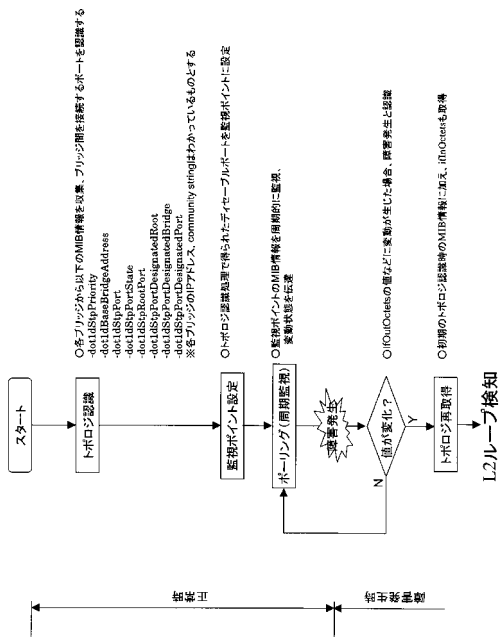 スタート
トポロジ認識
○各ブリッジから以下のMIB情報を収集、ブリッジ間を接続するポートを認識する
-dot1dStpPriority
-dot1dBaseBridgeAddress
-dot1dStpPort
-dot1dStpPortState
-dot1dStpRootPort
-dot1dStpPortDesignatedRoot
-dot1dStpPortDesignatedBridge
-dot1dStpPortDesignatedPort
※各ブリッジのIPアドレス、community stringはわかっているものとする
監視ポイント設定
○トポロジ認識処理で得られたディセーブルポートを監視ポイントに設定
ポーリング(周期監視)
○監視ポイントのMIB情報を周期的に監視、
変動状態を伝達
障害発生
値が変化?
N
Y
○IfOutOctetsの値などに変動が生じた場合、障害発生と認識
トポロジ再取得
○初期のトポロジ認識時のMIB情報に加え、ifInOctetsも取得
L2ループ検知
正常時
障害発生時